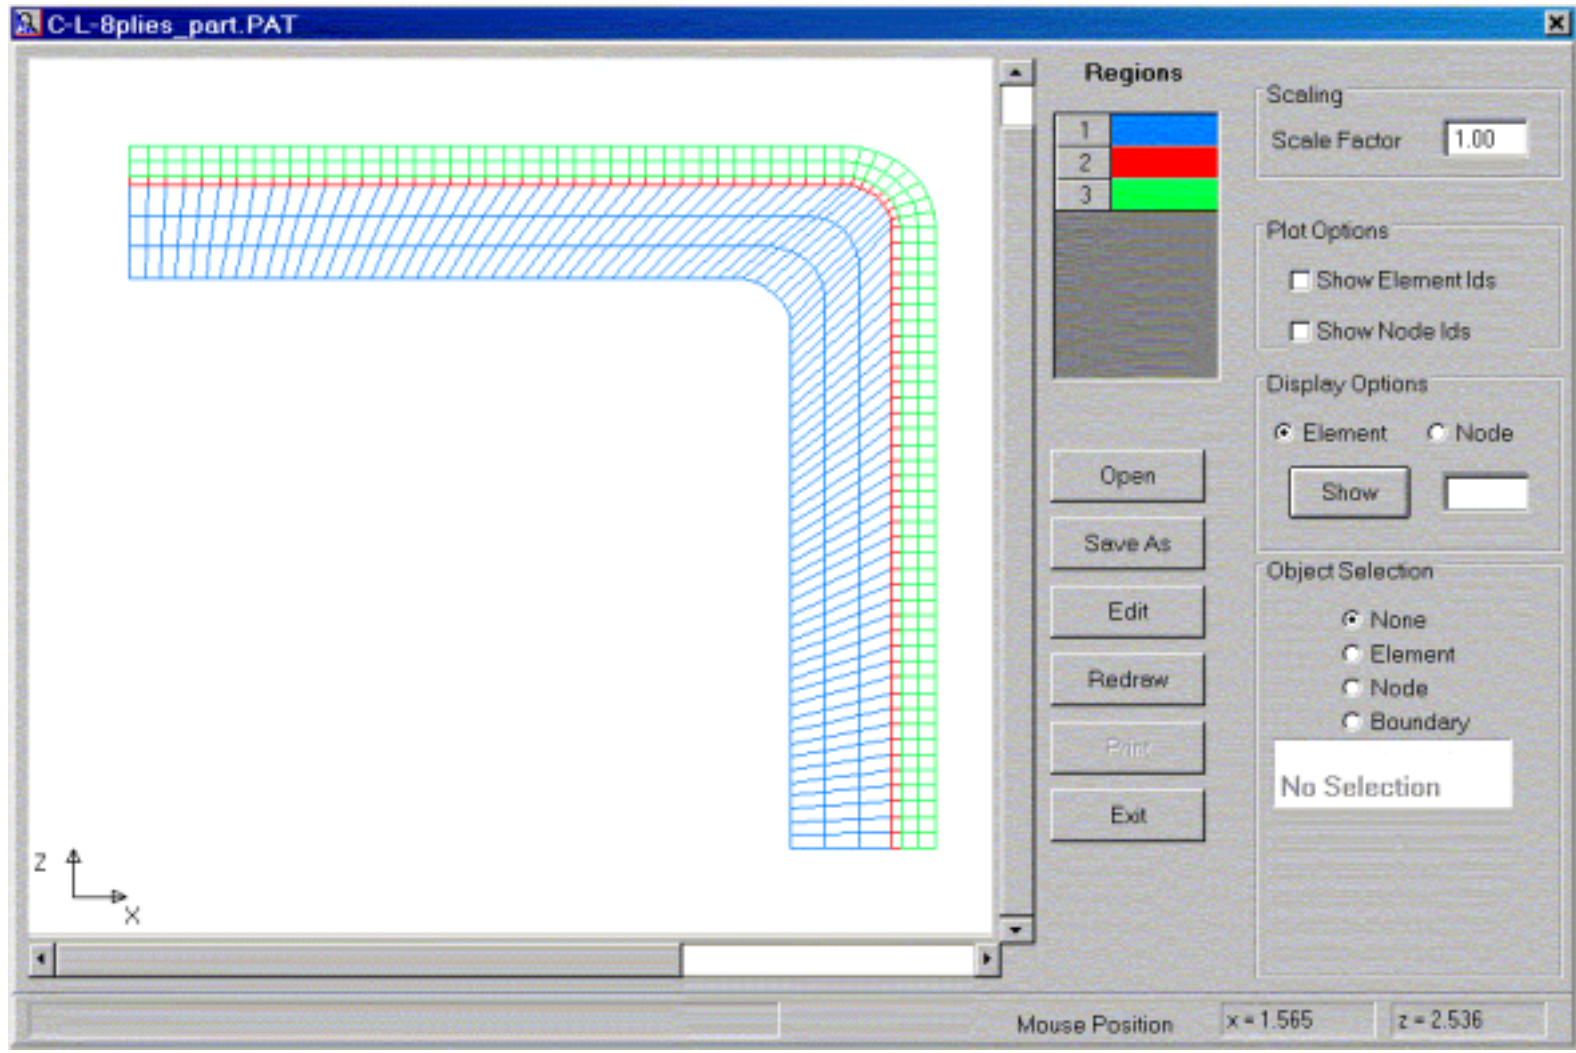 C-L-8plies_part.PAT
Regions
1
2
3
Scaling
Scale Factor 1.00
Plot Options
Show Element Ids
Show Node Ids
Display Options
Element Node
Show
Open
Save As
Edit
Redraw
Print
Exit
Object Selection
None
Element
Node
Boundary
No Selection
Z
X
Mouse Position x = 1.565 z = 2.536